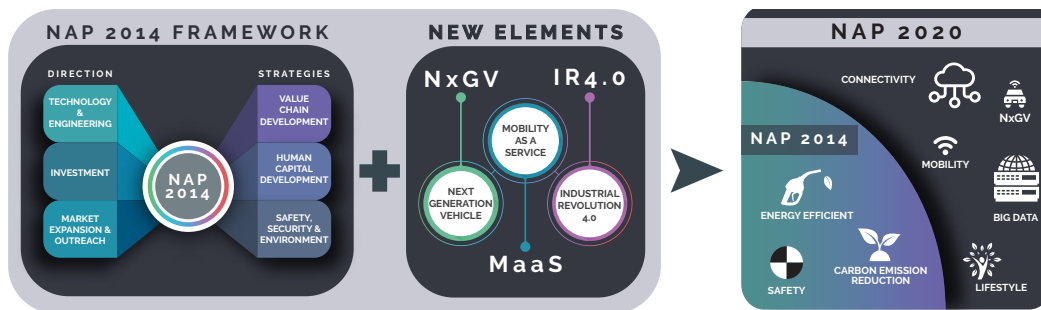 NAP 2014 FRAMEWORK
DIRECTION
STRATEGIES
TECHNOLOGY
&
ENGINEERING
INVESTMENT
MARKET
EXPANSION &
OUTREACH
NAP
2014
VALUE
CHAIN
DEVELOPMENT
HUMAN
CAPITAL
DEVELOPMENT
SAFETY,
SECURITY &
ENVIRONMENT
NEW ELEMENTS
NxGV
IR4.0
MOBILITY
AS A
SERVICE
NEXT
GENERATION
VEHICLE
INDUSTRIAL
REVOLUTION
4.0
MaaS
NAP 2020
CONNECTIVITY
NxGV
NAP 2014
MOBILITY
ENERGY EFFICIENT
BIG DATA
CARBON EMISSION
REDUCTION
SAFETY
LIFESTYLE